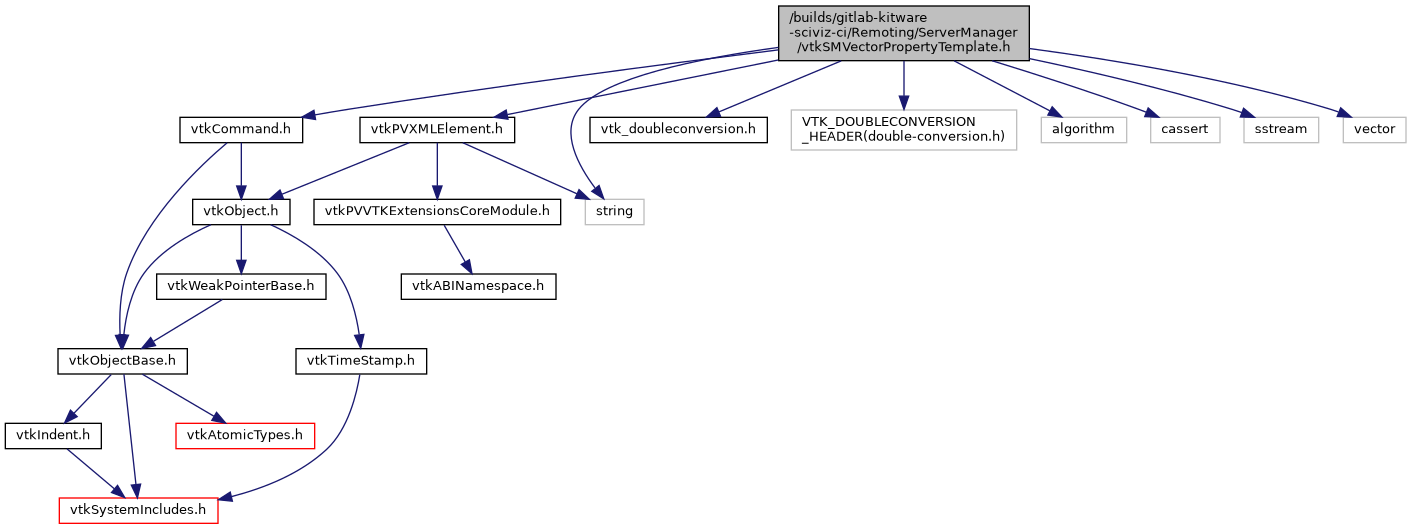 /builds/gitlab-kitware
-sciviz-ci/Remoting/ServerManager
/vtkSMVectorPropertyTemplate.h
vtkCommand.h
vtkPVXMLElement.h
vtk_doubleconversion.h
VTK_DOUBLECONVERSION
_HEADER(double-conversion.h)
algorithm
cassert
sstream
vector
vtkObject.h
vtkPVVTKExtensionsCoreModule.h
string
vtkWeakPointerBase.h
vtkABINamespace.h
vtkObjectBase.h
vtkTimeStamp.h
vtkIndent.h
vtkAtomicTypes.h
vtkSystemIncludes.h